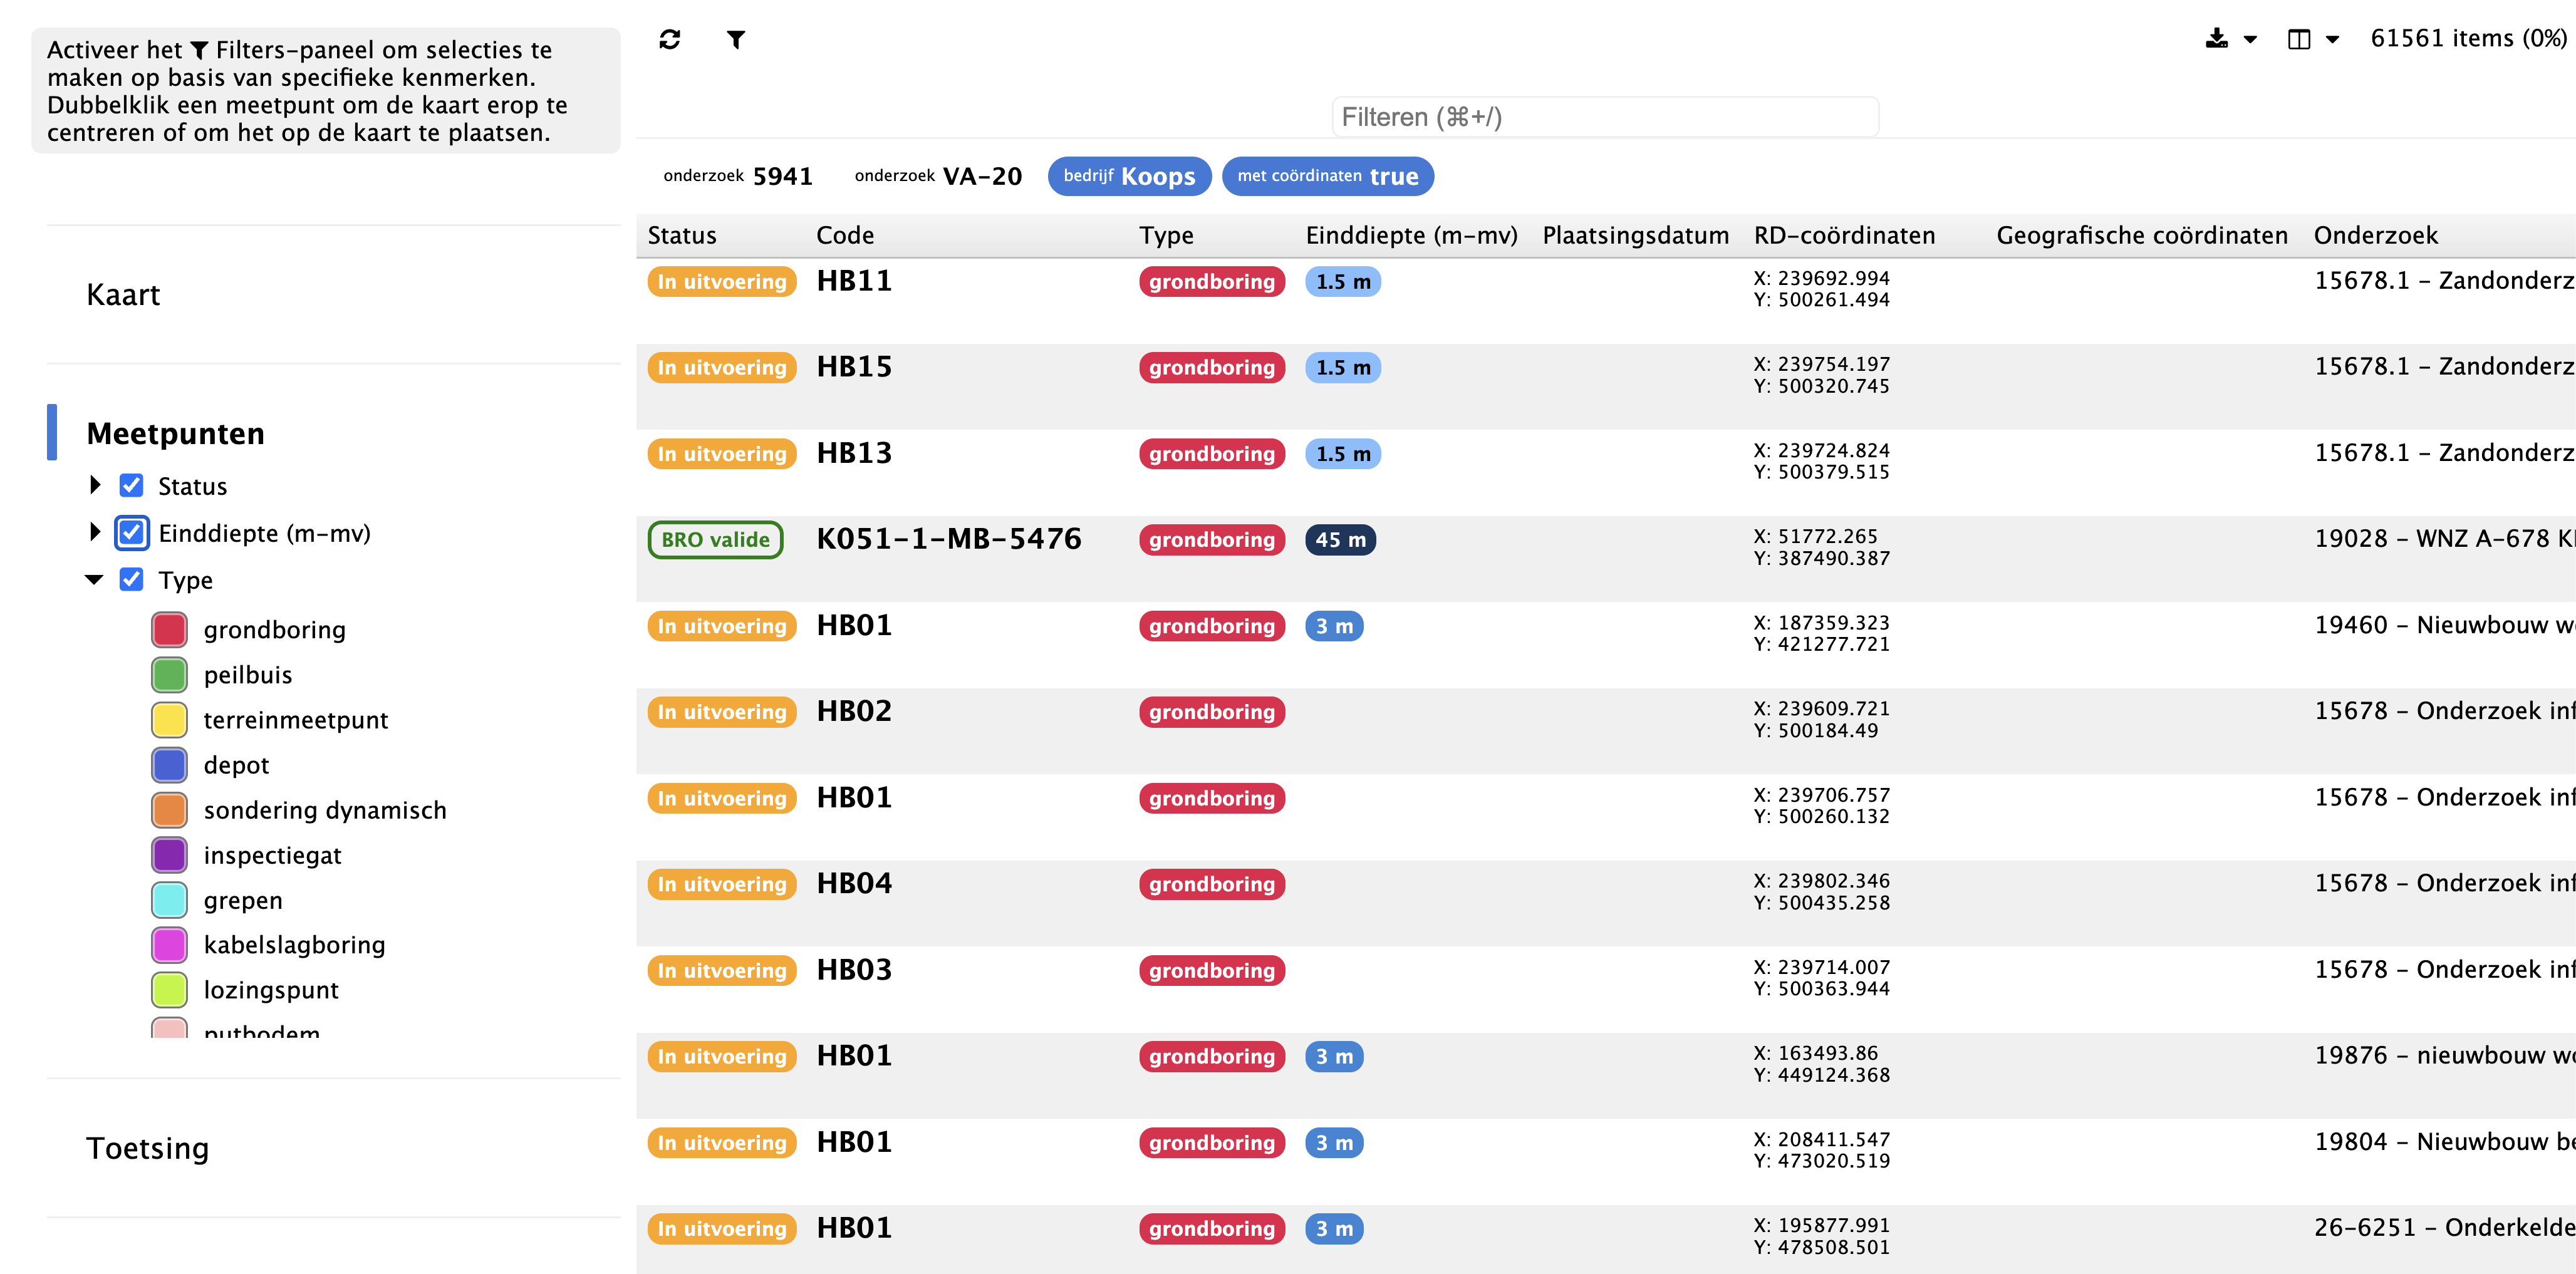 Activeer het Filters-paneel om selecties te
maken op basis van specifieke kenmerken.
Dubbelklik een meetpunt om de kaart erop te
centreren of om het op de kaart te plaatsen.
Kaart
Meetpunten
Status
Einddiepte (m-mv)
Type
grondboring
peilbuis
terreinmeetpunt
depot
sondering dynamisch
inspectiegat
grepen
kabelslagboring
lozingspunt
putbodem
Toetsing
61561 items (0%)
Filteren (⌘+/)
onderzoek 5941 onderzoek VA-20 bedrijf Koops met coördinaten true
Status Code Type Einddiepte (m-mv) Plaatsingsdatum RD-coördinaten Geografische coördinaten Onderzoek
In uitvoering HB11 grondboring 1.5 m X: 239692.994 15678.1 - Zandonderz
Y: 500261.494
In uitvoering HB15 grondboring 1.5 m X: 239754.197 15678.1 - Zandonderz
Y: 500320.745
In uitvoering HB13 grondboring 1.5 m X: 239724.824 15678.1 - Zandonderz
Y: 500379.515
BRO valide K051-1-MB-5476 grondboring 45 m X: 51772.265 19028 - WNZ A-678 K
Y: 387490.387
In uitvoering HB01 grondboring 3 m X: 187359.323 19460 - Nieuwbouw w
Y: 421277.721
In uitvoering HB02 grondboring X: 239609.721 15678 - Onderzoek inf
Y: 500184.49
In uitvoering HB01 grondboring X: 239706.757 15678 - Onderzoek inf
Y: 500260.132
In uitvoering HB04 grondboring X: 239802.346 15678 - Onderzoek inf
Y: 500435.258
In uitvoering HB03 grondboring X: 239714.007 15678 - Onderzoek inf
Y: 500363.944
In uitvoering HB01 grondboring 3 m X: 163493.86 19876 - nieuwbouw wo
Y: 449124.368
In uitvoering HB01 grondboring 3 m X: 208411.547 19804 - Nieuwbouw be
Y: 473020.519
In uitvoering HB01 grondboring 3 m X: 195877.991 26-6251 - Onderkelde
Y: 478508.501